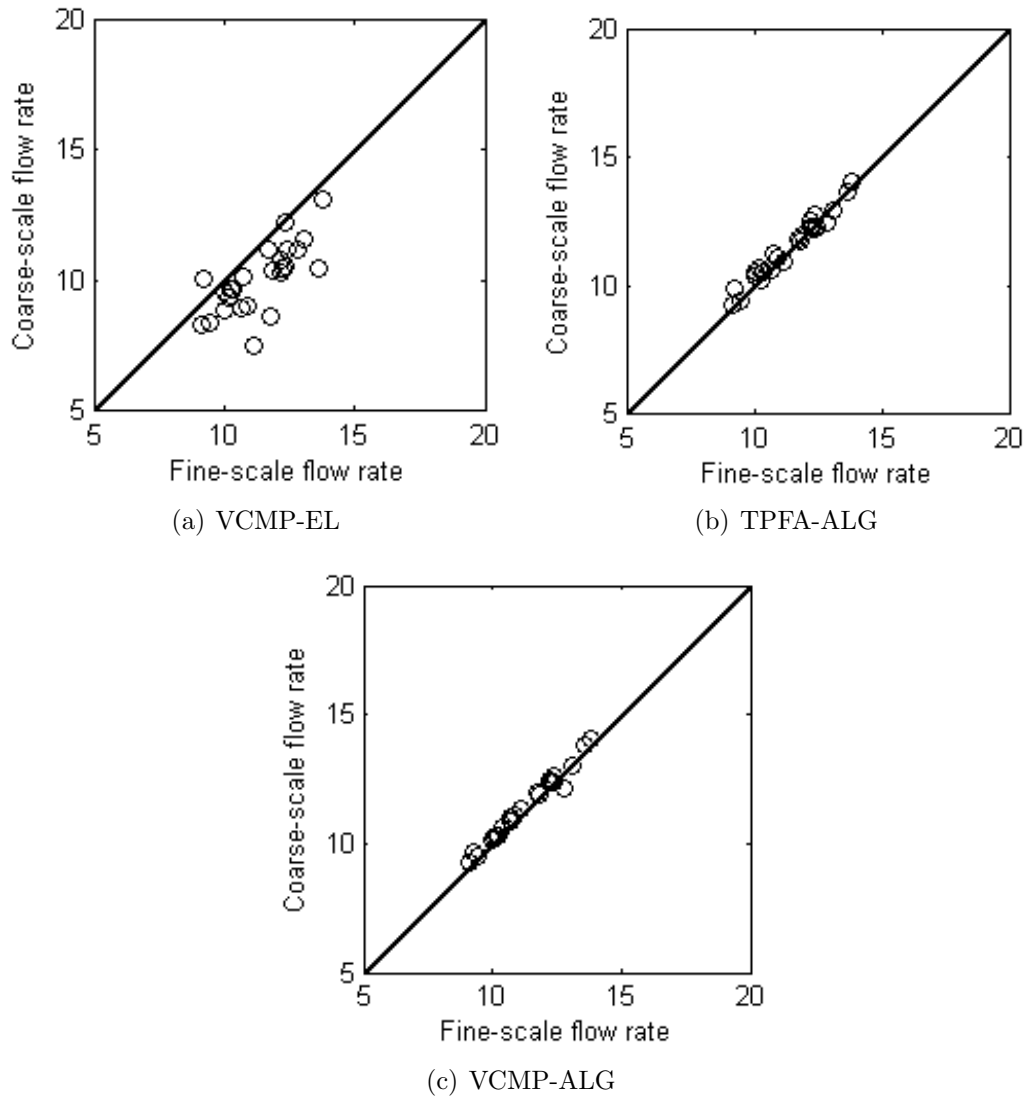 20
15
10
5
Coarse-scale flow rate
5 10 15 20
Fine-scale flow rate
(a) VCMP-EL
20
15
10
5
Coarse-scale flow rate
5 10 15 20
Fine-scale flow rate
(b) TPFA-ALG
20
15
10
5
Coarse-scale flow rate
5 10 15 20
Fine-scale flow rate
(c) VCMP-ALG